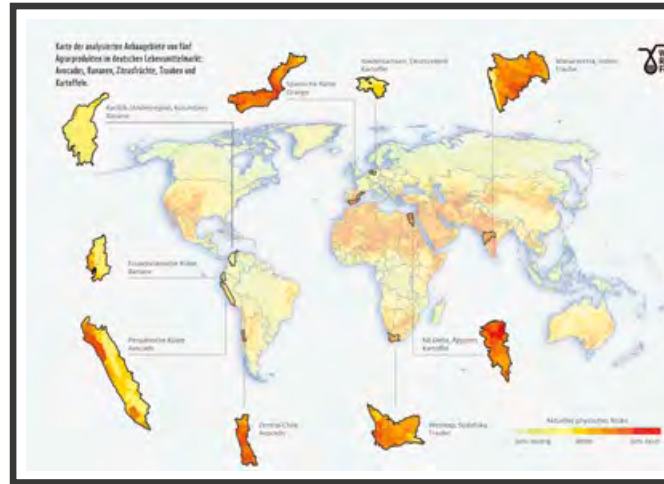 Karte der analysierten Anbaugebiete von fünf
Agrarprodukten im deutschen Lebensmittelmarkt:
Avocados, Bananen, Zitrusfrüchte, Trauben und
Kartoffeln.
Niedersachsen, Deutschland
Kartoffel
Maharashtra, Indien
Traube
Spanische Küste
Orange
Banane
Ecuadorianische Küste
Banane
Peruanische Küste
Avocado
Nil-Delta, Ägypten
Kartoffel
Zentral-Chile
Avocado
Westkap, Südafrika
Traube
Aktuelles physisches Risiko
Sehr niedrig
Mittel
Sehr hoch